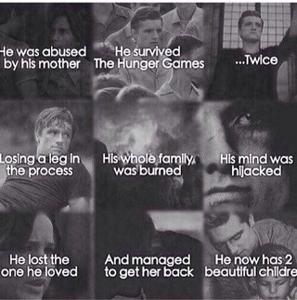 He was abused
by his mother
He survived
The Hunger Games
...Twice
Losing a leg in
the process
His whole family
was burned
His mind was
hijacked
He lost the
one he loved
And managed
to get her back
He now has 2
beautiful childre